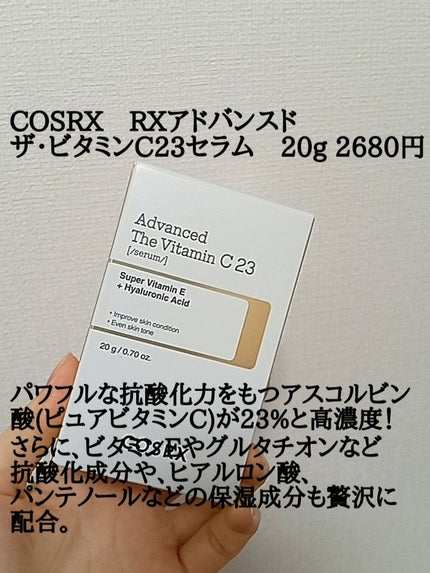 COSRX　RXアドバンスド
ザ・ビタミンC23セラム　20g 2680円
Advanced
The Vitamin C 23
[/serum/]
Super Vitamin E
+ Hyaluronic Acid
• Improve skin condition
• Even skin tone
20 g / 0.70 oz.
パワフルな抗酸化力をもつアスコルビン
酸(ピュアビタミンC)が23%と高濃度!
さらに、ビタミンEやグルタチオンなど
抗酸化成分や、ヒアルロン酸、
パンテノールなどの保湿成分も贅沢に
配合。
COSRX